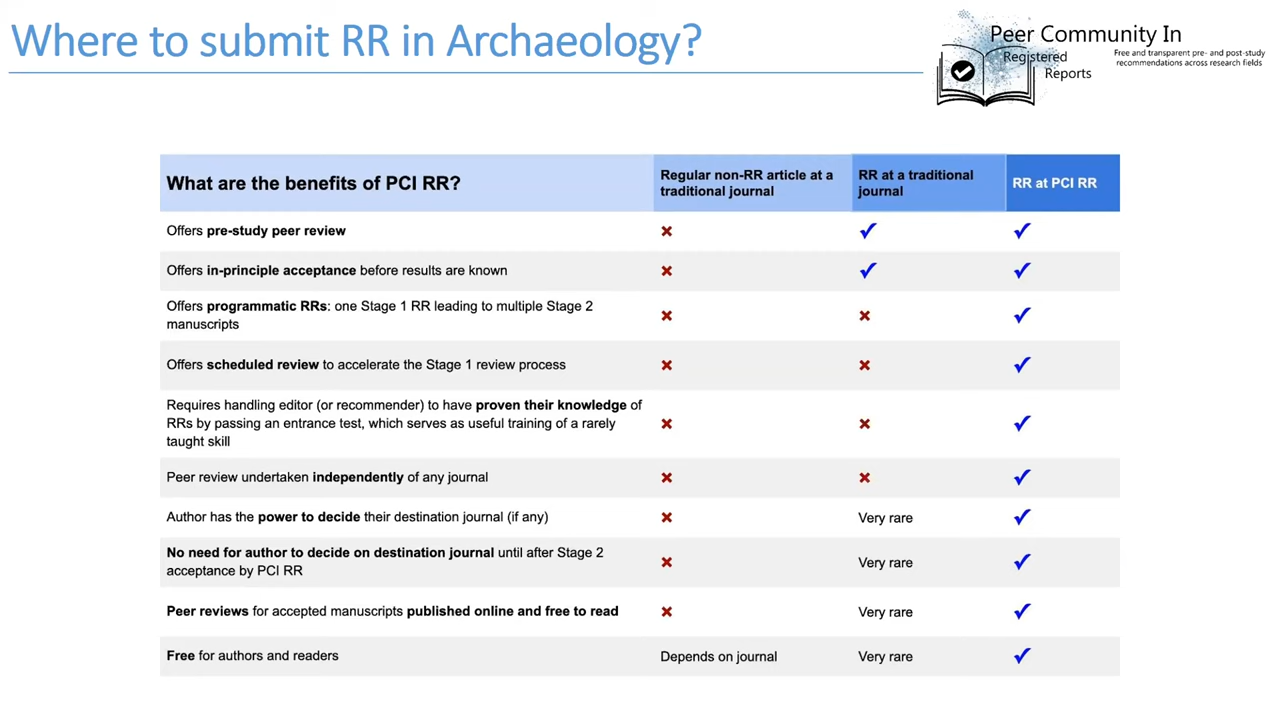 Where to submit RR in Archaeology?
Peer Community In
Registered
Reports
Free and transparent pre- and post-study
recommendations across research fields
What are the benefits of PCI RR?
Regular non-RR article at a
traditional journal
RR at a traditional
journal
RR at PCI RR
Offers pre-study peer review
Offers in-principle acceptance before results are known
Offers programmatic RRs: one Stage 1 RR leading to multiple Stage 2
manuscripts
Offers scheduled review to accelerate the Stage 1 review process
Requires handling editor (or recommender) to have proven their knowledge of
RRs by passing an entrance test, which serves as useful training of a rarely
taught skill
Peer review undertaken independently of any journal
Author has the power to decide their destination journal (if any)
Very rare
No need for author to decide on destination journal until after Stage 2
acceptance by PCI RR
Very rare
Peer reviews for accepted manuscripts published online and free to read
Very rare
Free for authors and readers
Depends on journal
Very rare